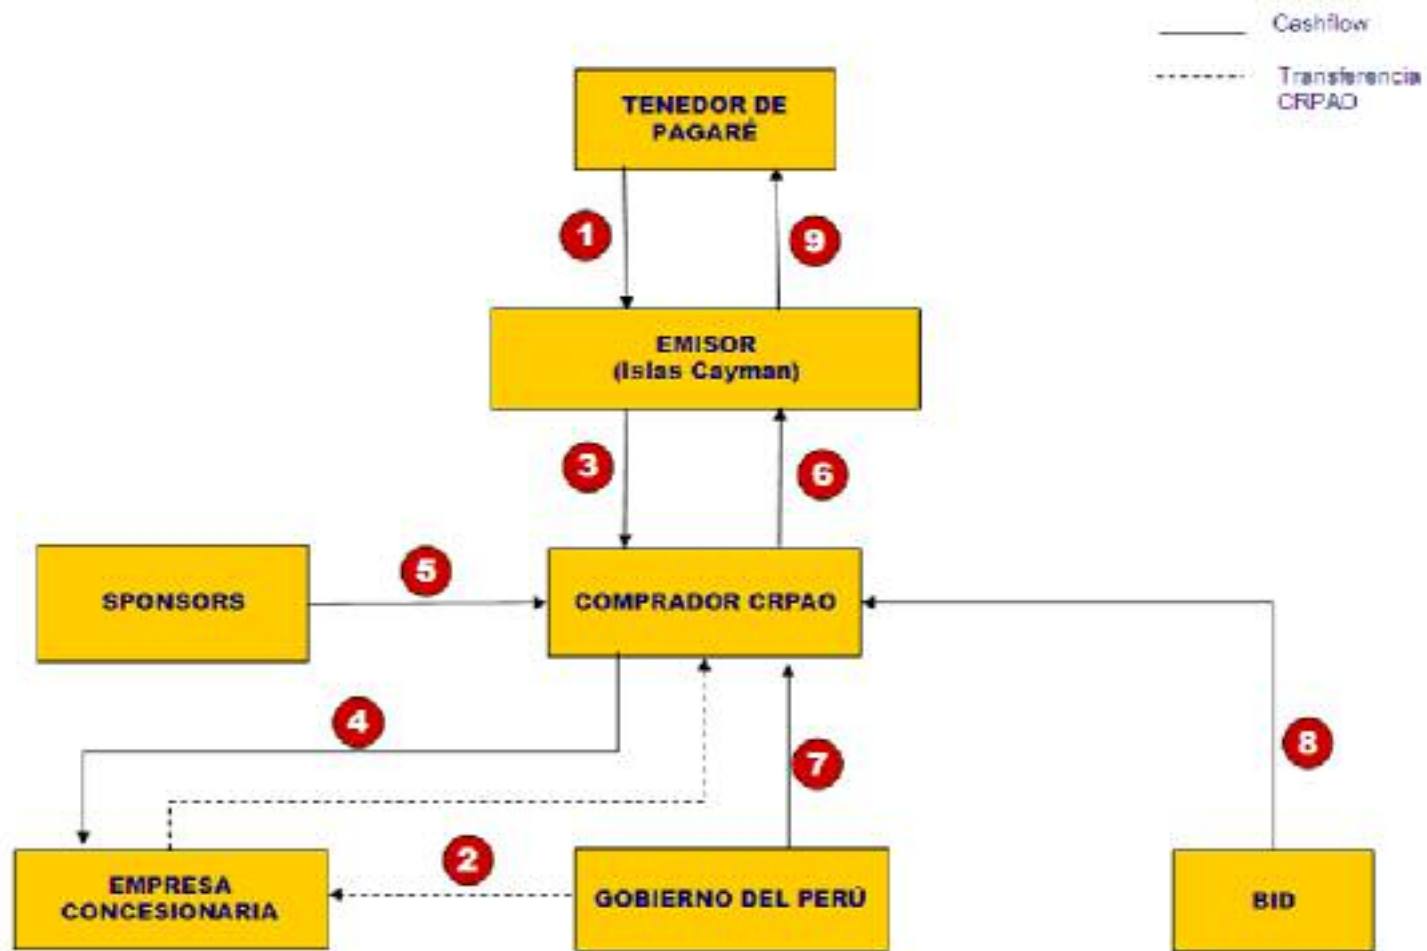 Cashflow
Transferencia
CRPAO
TENEDOR DE
PAGARÉ
1
9
EMISOR
(Islas Cayman)
3
6
5
SPONSORS
COMPRADOR CRPAO
4
7
8
2
EMPRESA
CONCESIONARIA
GOBIERNO DEL PERÚ
BID